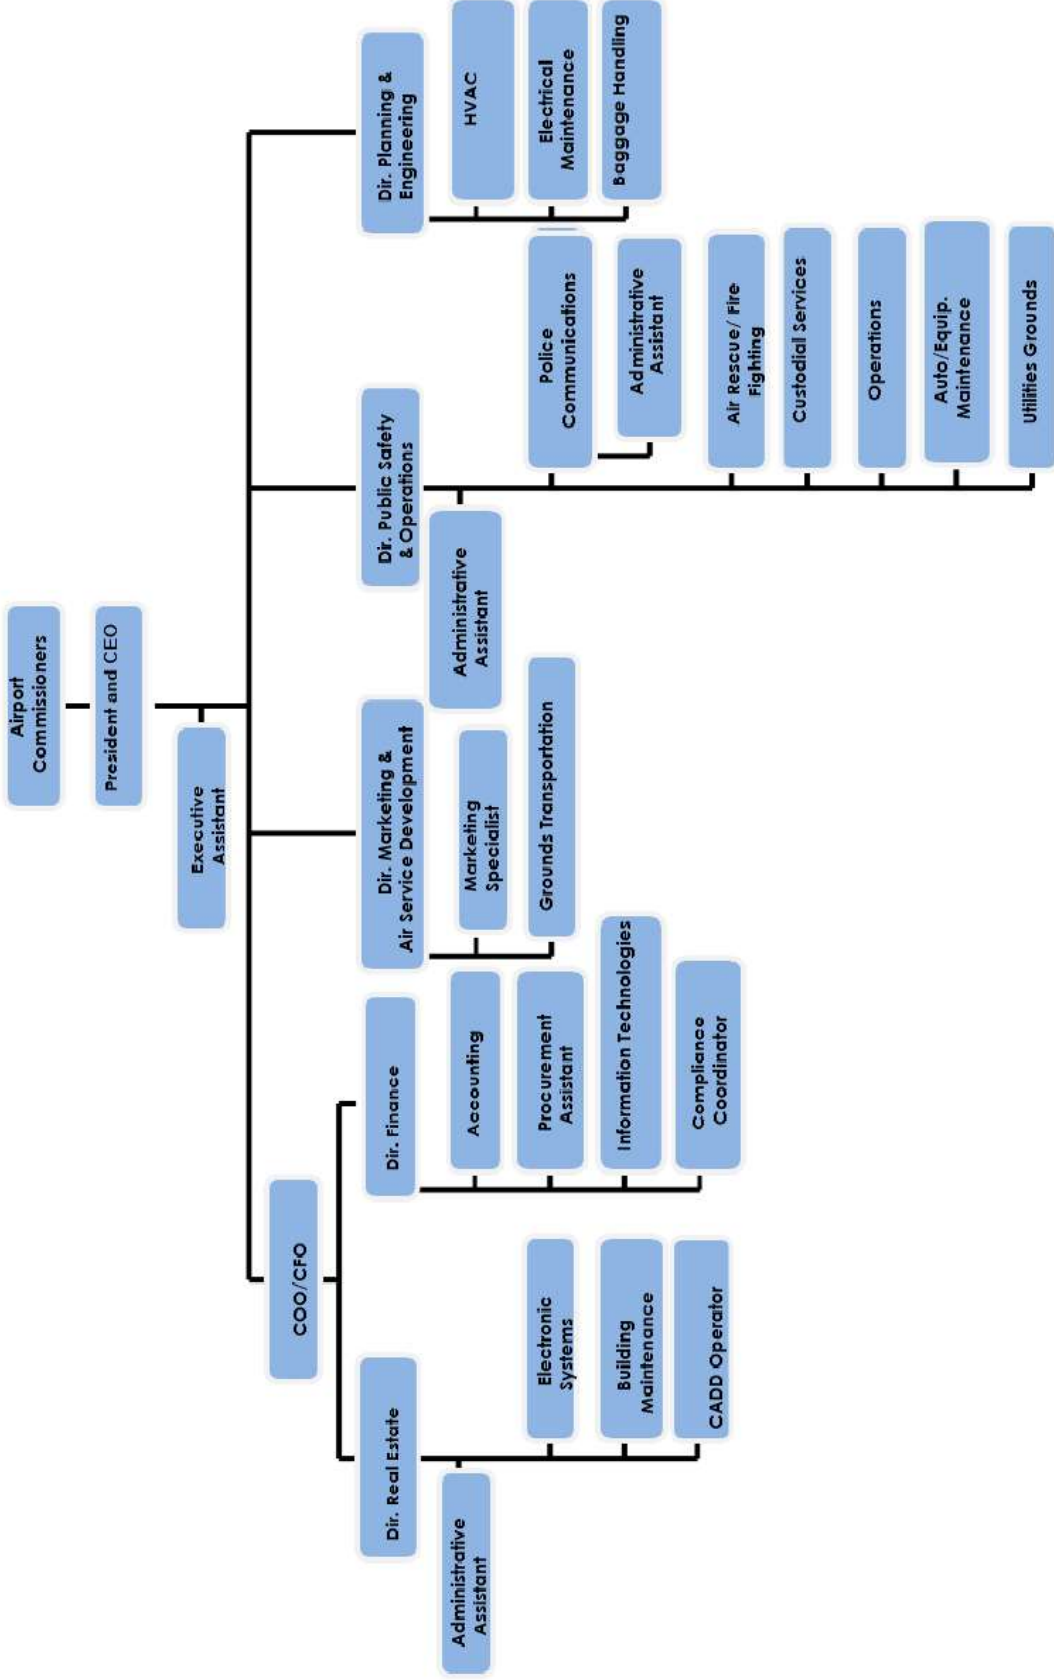 Airport
Commissioners
President and CEO
Executive
Assistant
COO/CFO
Dir. Real Estate
Administrative
Assistant
Electronic
Systems
Building
Maintenance
CADD Operator
Dir. Finance
Accounting
Procurement
Assistant
Information Technologies
Compliance
Coordinator
Dir. Marketing &
Air Service Development
Marketing
Specialist
Grounds Transportation
Dir. Public Safety
& Operations
Administrative
Assistant
Police
Communications
Administrative
Assistant
Air Rescue/ Fire
Fighting
Custodial Services
Operations
Auto/Equip.
Maintenance
Utilities Grounds
Dir. Planning &
Engineering
HVAC
Electrical
Maintenance
Baggage Handling